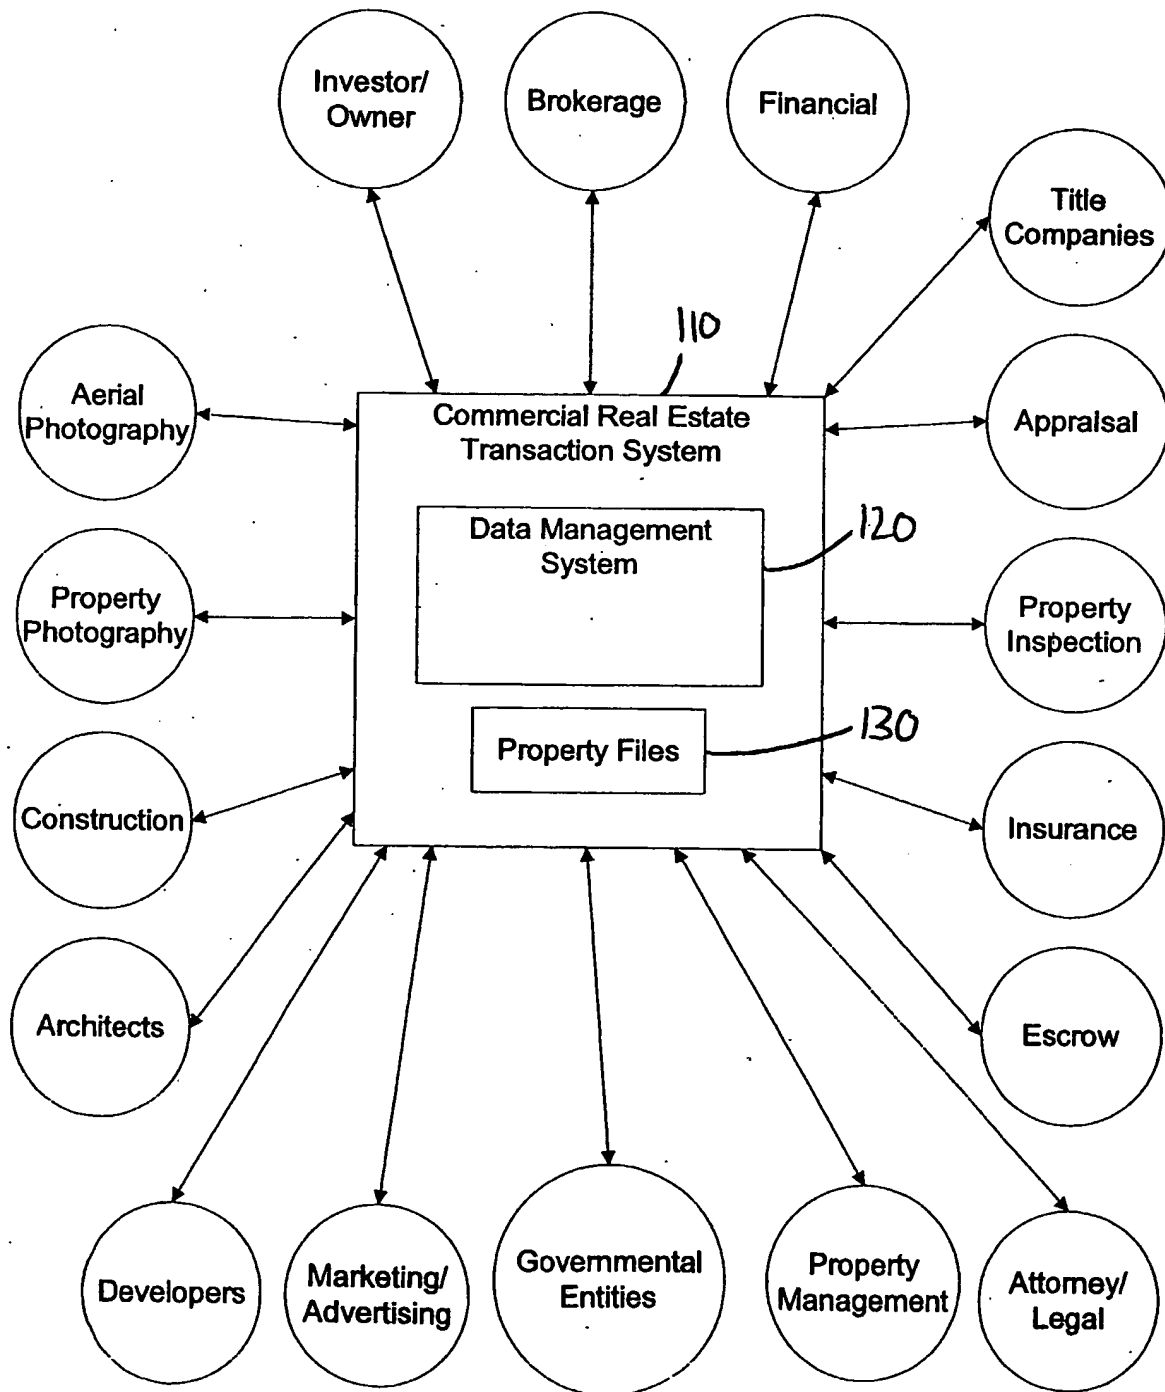 Investor/
Owner
Brokerage
Financial
Title
Companies
110
Aerial
Photography
Commercial Real Estate
Transaction System
Appraisal
Data Management
System
120
Property
Photography
Property
Inspection
130
Property Files
Construction
Insurance
Architects
Escrow
Developers
Marketing/
Advertising
Governmental
Entities
Property
Management
Attorney/
Legal